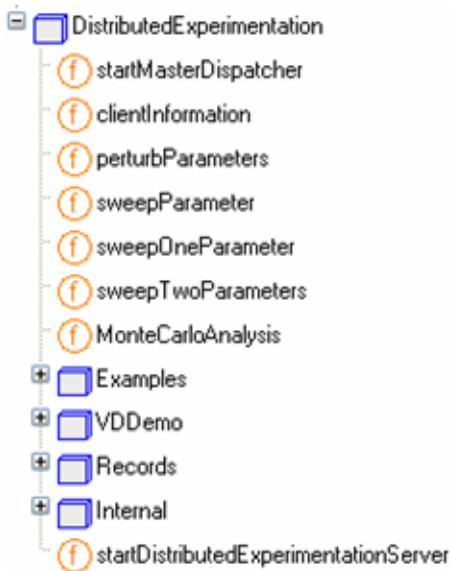 DistributedExperimentation
f startMasterDispatcher
f clientInformation
f perturbParameters
f sweepParameter
f sweepOneParameter
f sweepTwoParameters
f MonteCarloAnalysis
Examples
VDDemo
Records
Internal
f startDistributedExperimentationServer